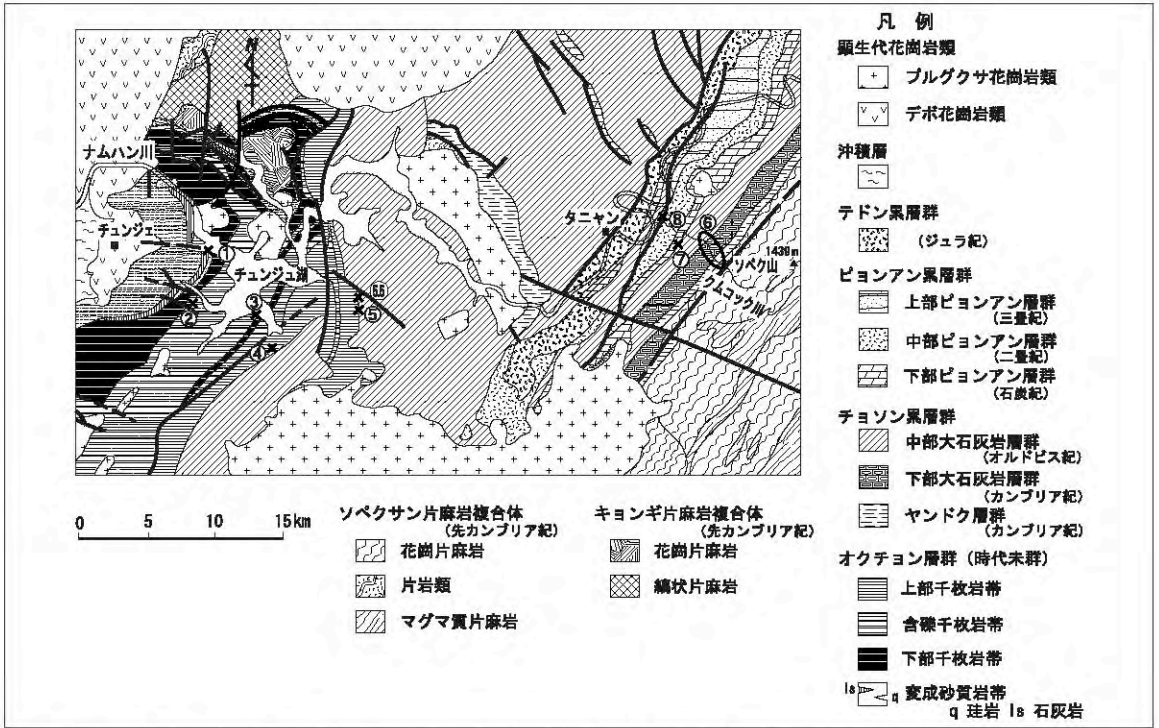 N
ナムハン川
チュンジェ
チュンジュ湖
タニャン
1439m
ソペク山
クムコック川
①
②
③
④
⑤
⑥
⑦
⑧
0 5 10 15km
凡 例
顕生代花崗岩類
ブルグクサ花崗岩類
デボ花崗岩類
沖積層
テドン累層群
(ジュラ紀)
ピョンアン累層群
上部ピョンアン層群
(三畳紀)
中部ピョンアン層群
(二畳紀)
下部ピョンアン層群
(石炭紀)
チョソン累層群
中部大石灰岩層群
(オルドビス紀)
下部大石灰岩層群
(カンブリア紀)
ヤンドク層群
(カンブリア紀)
オクチョン層群 (時代未群)
上部千枚岩帯
含礫千枚岩帯
下部千枚岩帯
ls q 変成砂質岩帯
q 珪岩 ls 石灰岩
ソペクサン片麻岩複合体
(先カンブリア紀)
花崗片麻岩
片岩類
マグマ質片麻岩
キョンギ片麻岩複合体
(先カンブリア紀)
花崗片麻岩
縞状片麻岩